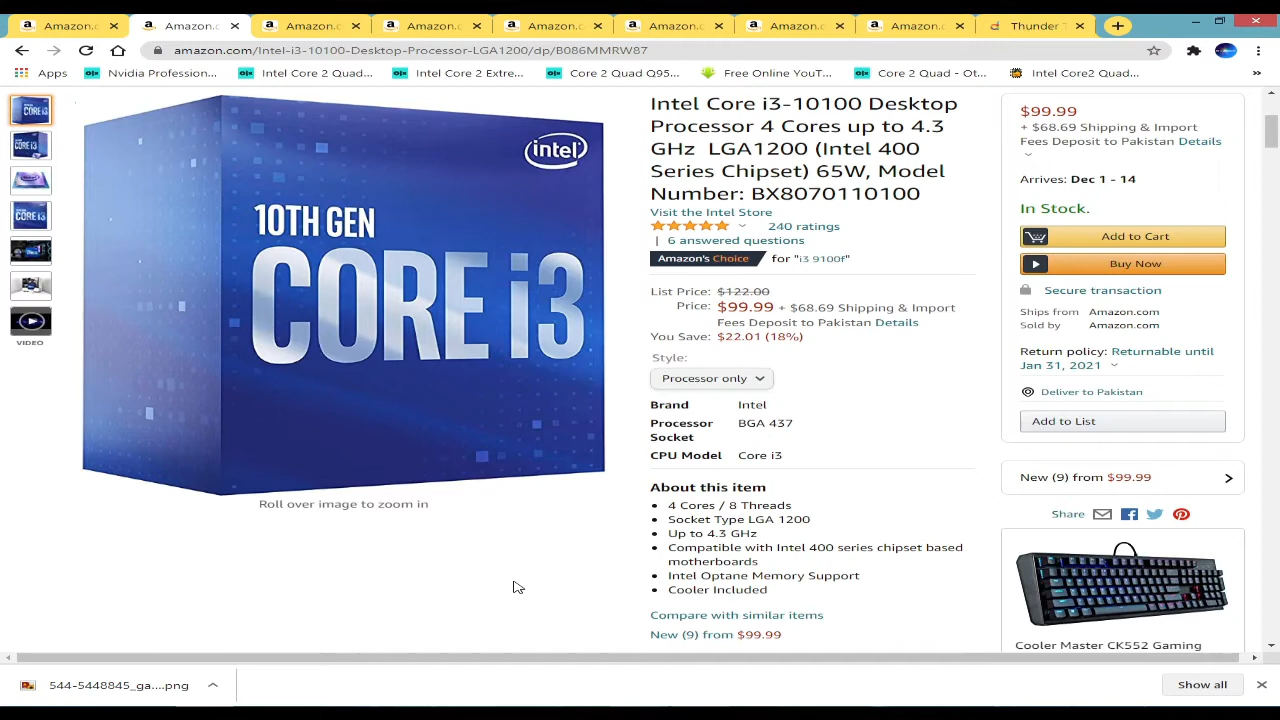 Amazon.c
Amazon.c
Amazon.c
Amazon.c
Amazon.c
Amazon.c
Amazon.c
Amazon.c
Thunder T
amazon.com/Intel-i3-10100-Desktop-Processor-LGA1200/dp/B086MMRW87
Apps
Nvidia Profession...
Intel Core 2 Quad...
Intel Core 2 Extre...
Core 2 Quad Q95...
Free Online YouT...
Core 2 Quad - Ot...
Intel Core2 Quad...
VIDEO
intel
10TH GEN
CORE i3
Roll over image to zoom in
Intel Core i3-10100 Desktop
Processor 4 Cores up to 4.3
GHz LGA1200 (Intel 400
Series Chipset) 65W, Model
Number: BX8070110100
Visit the Intel Store
240 ratings
| 6 answered questions
Amazon's Choice for "i3 9100f"
List Price: $122.00
Price: $99.99 + $68.69 Shipping & Import
Fees Deposit to Pakistan Details
You Save: $22.01 (18%)
Style:
Processor only
Brand Intel
Processor BGA 437
Socket
CPU Model Core i3
About this item
• 4 Cores / 8 Threads
• Socket Type LGA 1200
• Up to 4.3 GHz
• Compatible with Intel 400 series chipset based
motherboards
• Intel Optane Memory Support
• Cooler Included
Compare with similar items
New (9) from $99.99
$99.99
+ $68.69 Shipping & Import
Fees Deposit to Pakistan Details
Arrives: Dec 1 - 14
In Stock.
Add to Cart
Buy Now
Secure transaction
Ships from Amazon.com
Sold by Amazon.com
Return policy: Returnable until
Jan 31, 2021
Deliver to Pakistan
Add to List
New (9) from $99.99
Share
Cooler Master CK552 Gaming
544-5448845_ga....png
Show all